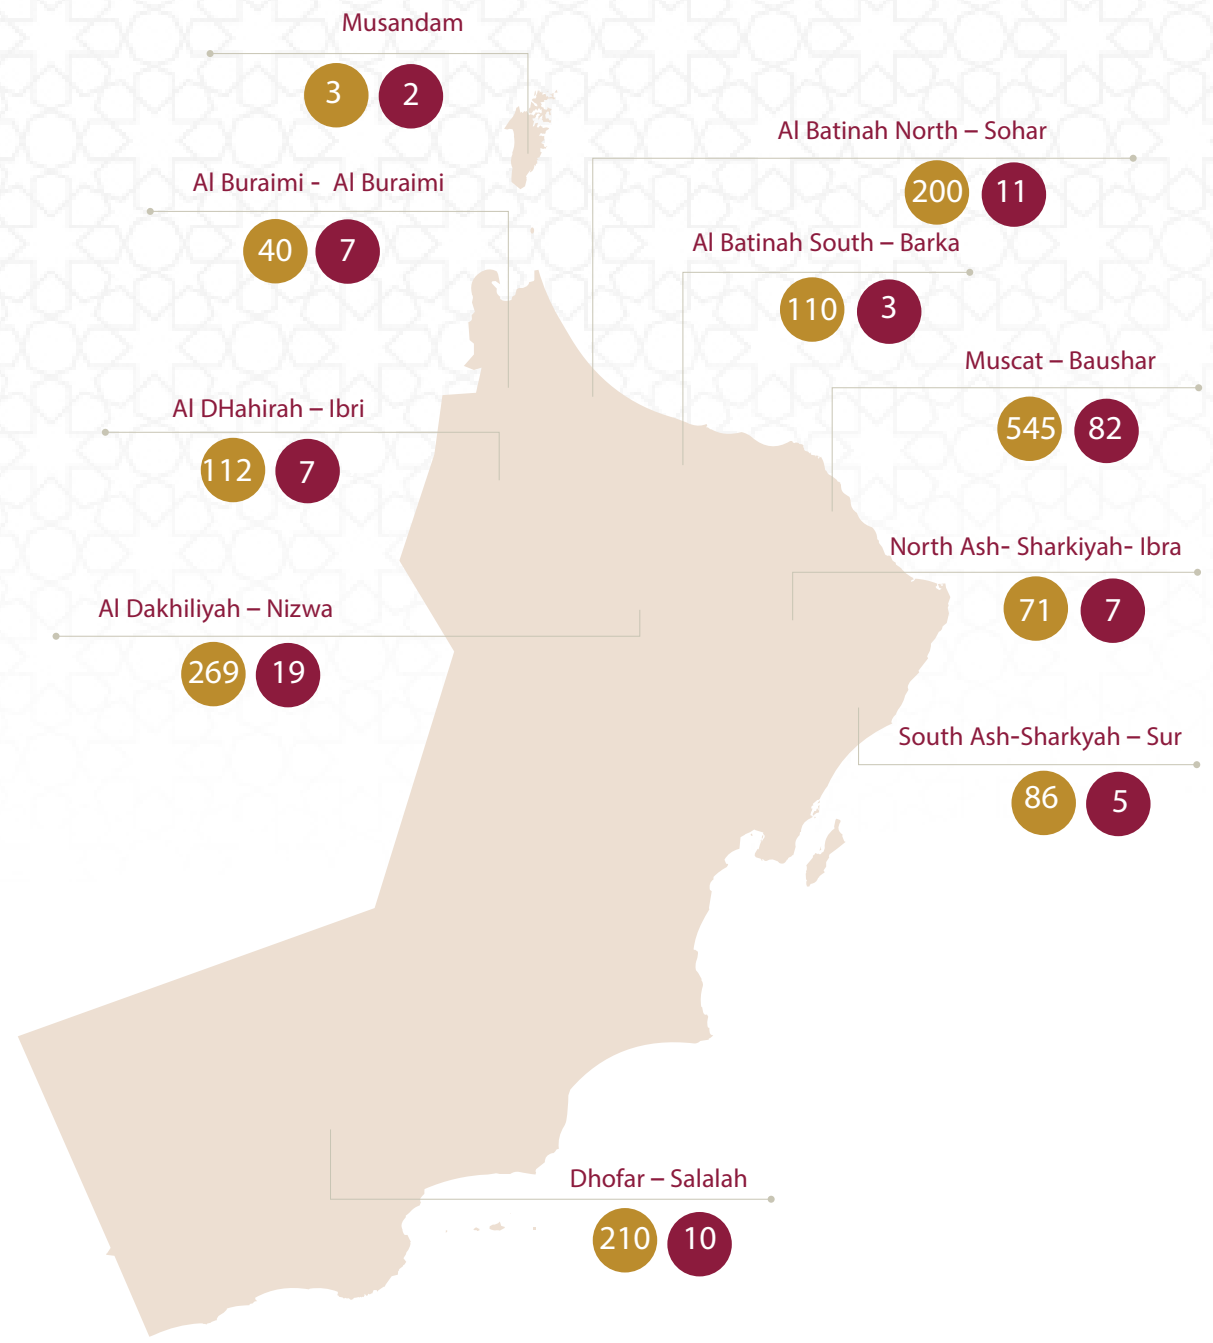 Musandam
3 2
Al Batinah North – Sohar
200 11
Al Buraimi - Al Buraimi
40 7
Al Batinah South – Barka
110 3
Muscat – Baushar
545 82
Al DHahirah – Ibri
112 7
North Ash- Sharkiyah- Ibra
71 7
Al Dakhiliyah – Nizwa
269 19
South Ash-Sharkyah – Sur
86 5
Dhofar – Salalah
210 10